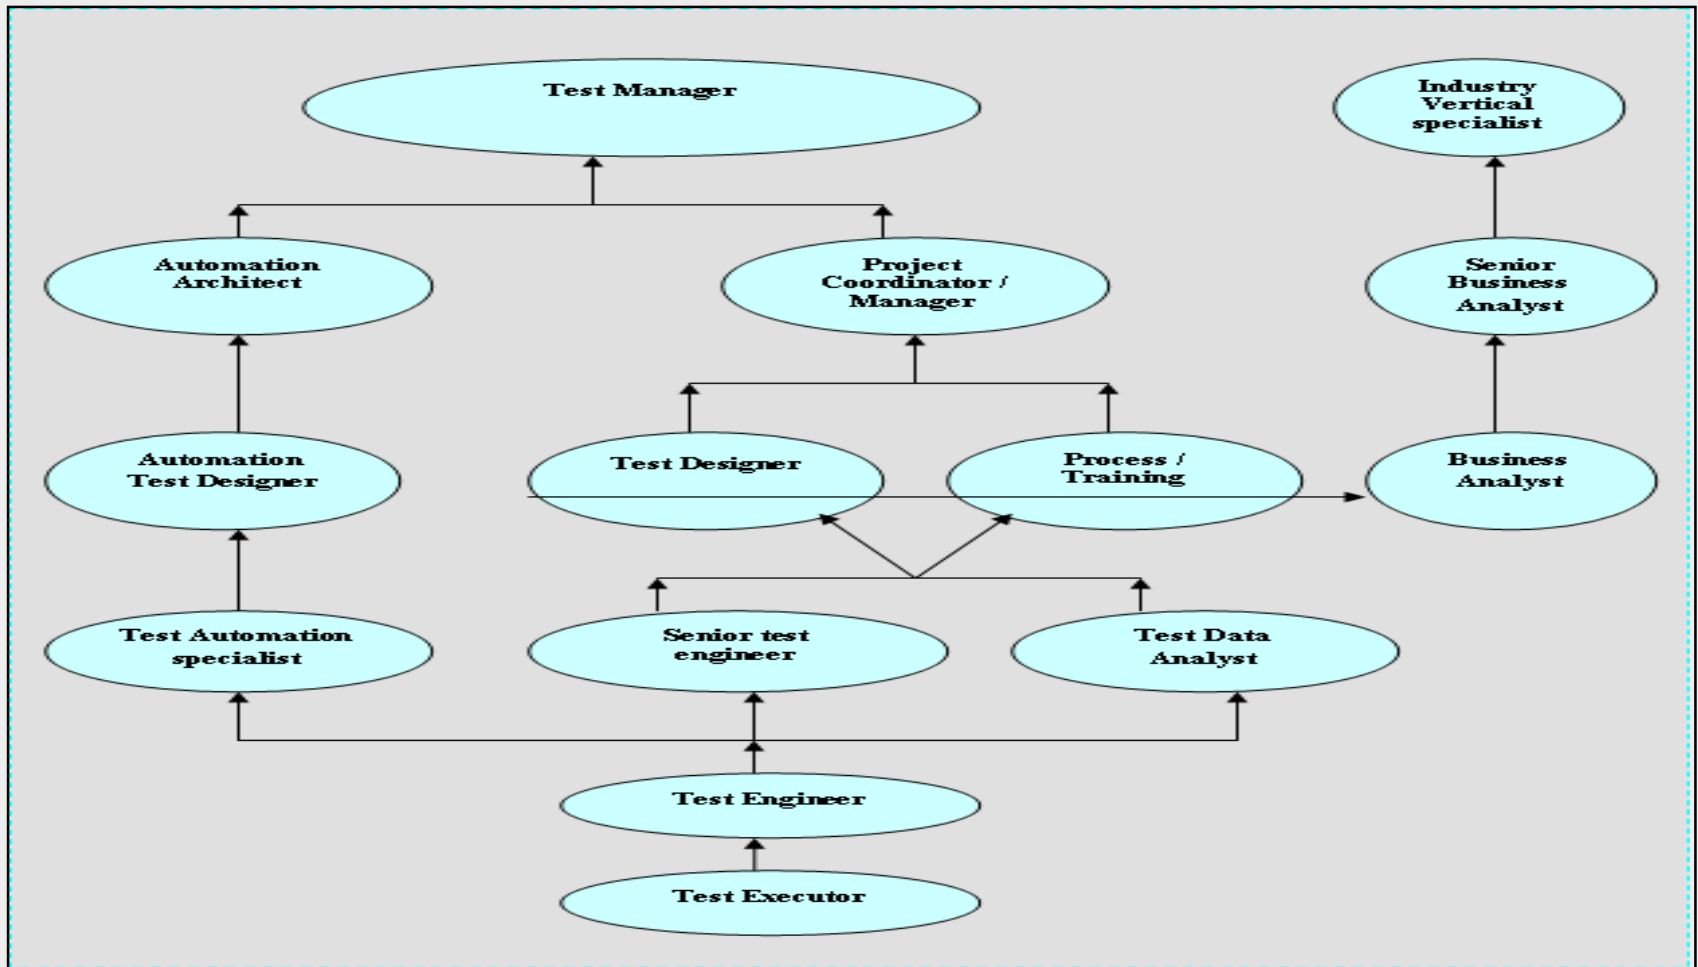 Test Manager
Industry
Vertical
specialist
Automation
Architect
Project
Coordinator /
Manager
Senior
Business
Analyst
Automation
Test Designer
Test Designer
Process /
Training
Business
Analyst
Test Automation
specialist
Senior test
engineer
Test Data
Analyst
Test Engineer
Test Executor